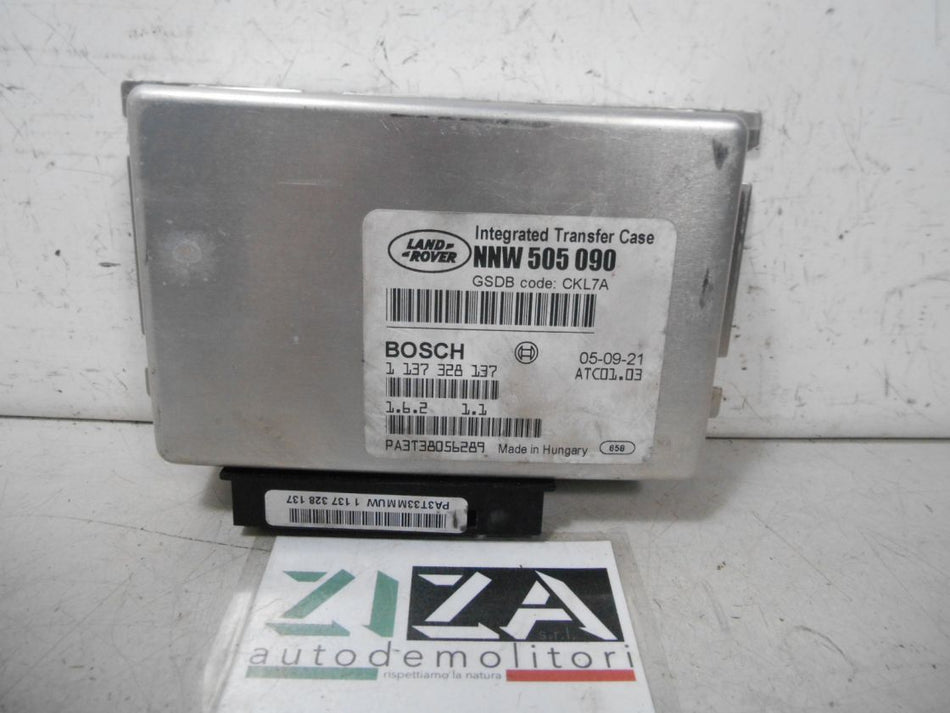 LAND ROVER
Integrated Transfer Case
NNW 505 090
GSDB code: CKL7A
BOSCH
05-09-21
1 137 328 137
ATC01.03
1.6.2 1.1
PA3T38056289 Made in Hungary 658
PA3T33MMUW 1 137 328 137
ZIZA
s.r.l.
autodemolitori
rispettiamo la natura